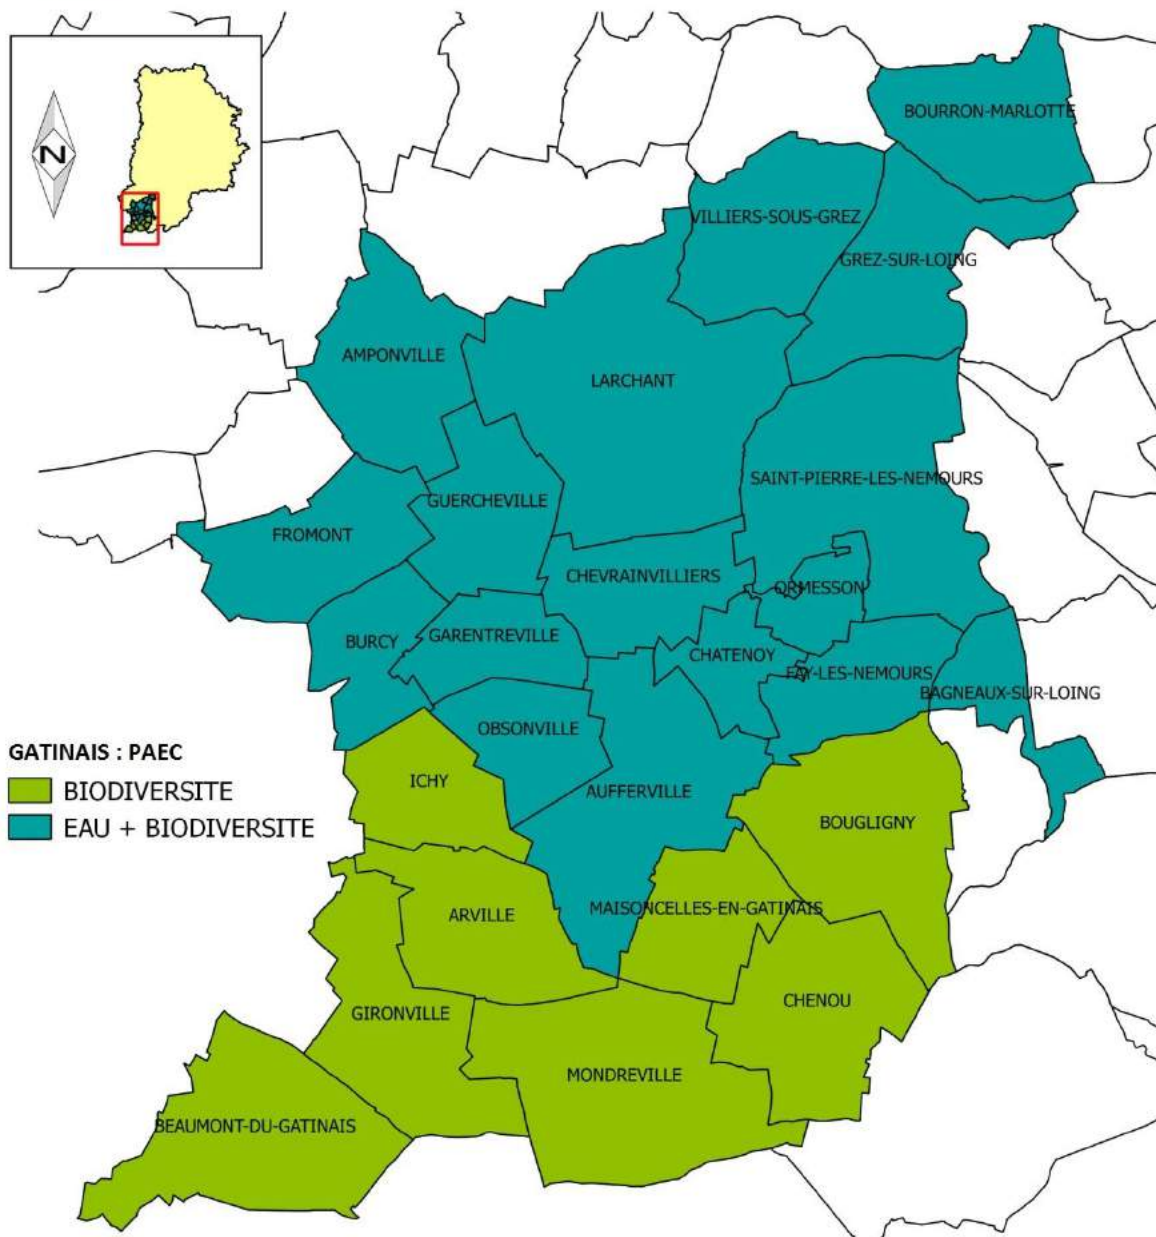 N
BOURRON-MARLOTTE
VILLIERS-SOUS-GREZ
GREZ-SUR-LOING
AMPONVILLE
LARCHANT
SAINT-PIERRE-LES-NEMOURS
GUERCHEVILLE
FROMONT
CHEVRAINVILLIERS
ORMESSON
GARENTREVILLE
BURCY
CHATENOY
FAY-LES-NEMOURS
BAGNEAUX-SUR-LOING
OBSONVILLE
GATINAIS : PAEC
BIODIVERSITE
EAU + BIODIVERSITE
ICHY
AUFFERVILLE
BOUGLIGNY
MAISONCELLES-EN-GATINAIS
ARVILLE
CHENOU
GIRONVILLE
MONDREVILLE
BEAUMONT-DU-GATINAIS